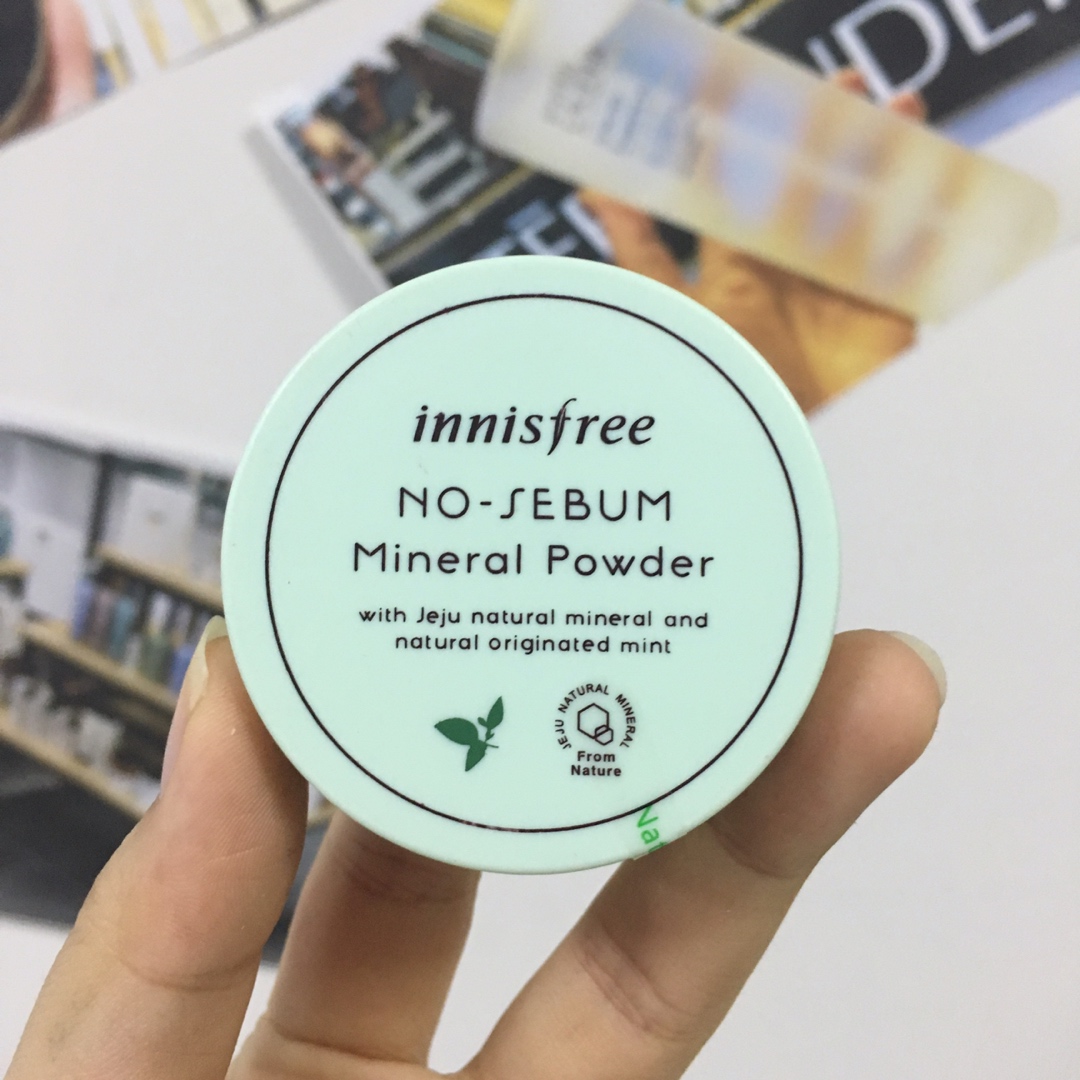 innisfree
NO-SEBUM
Mineral Powder
with Jeju natural mineral and
natural originated mint
JEJU NATURAL MINERAL
From
Nature